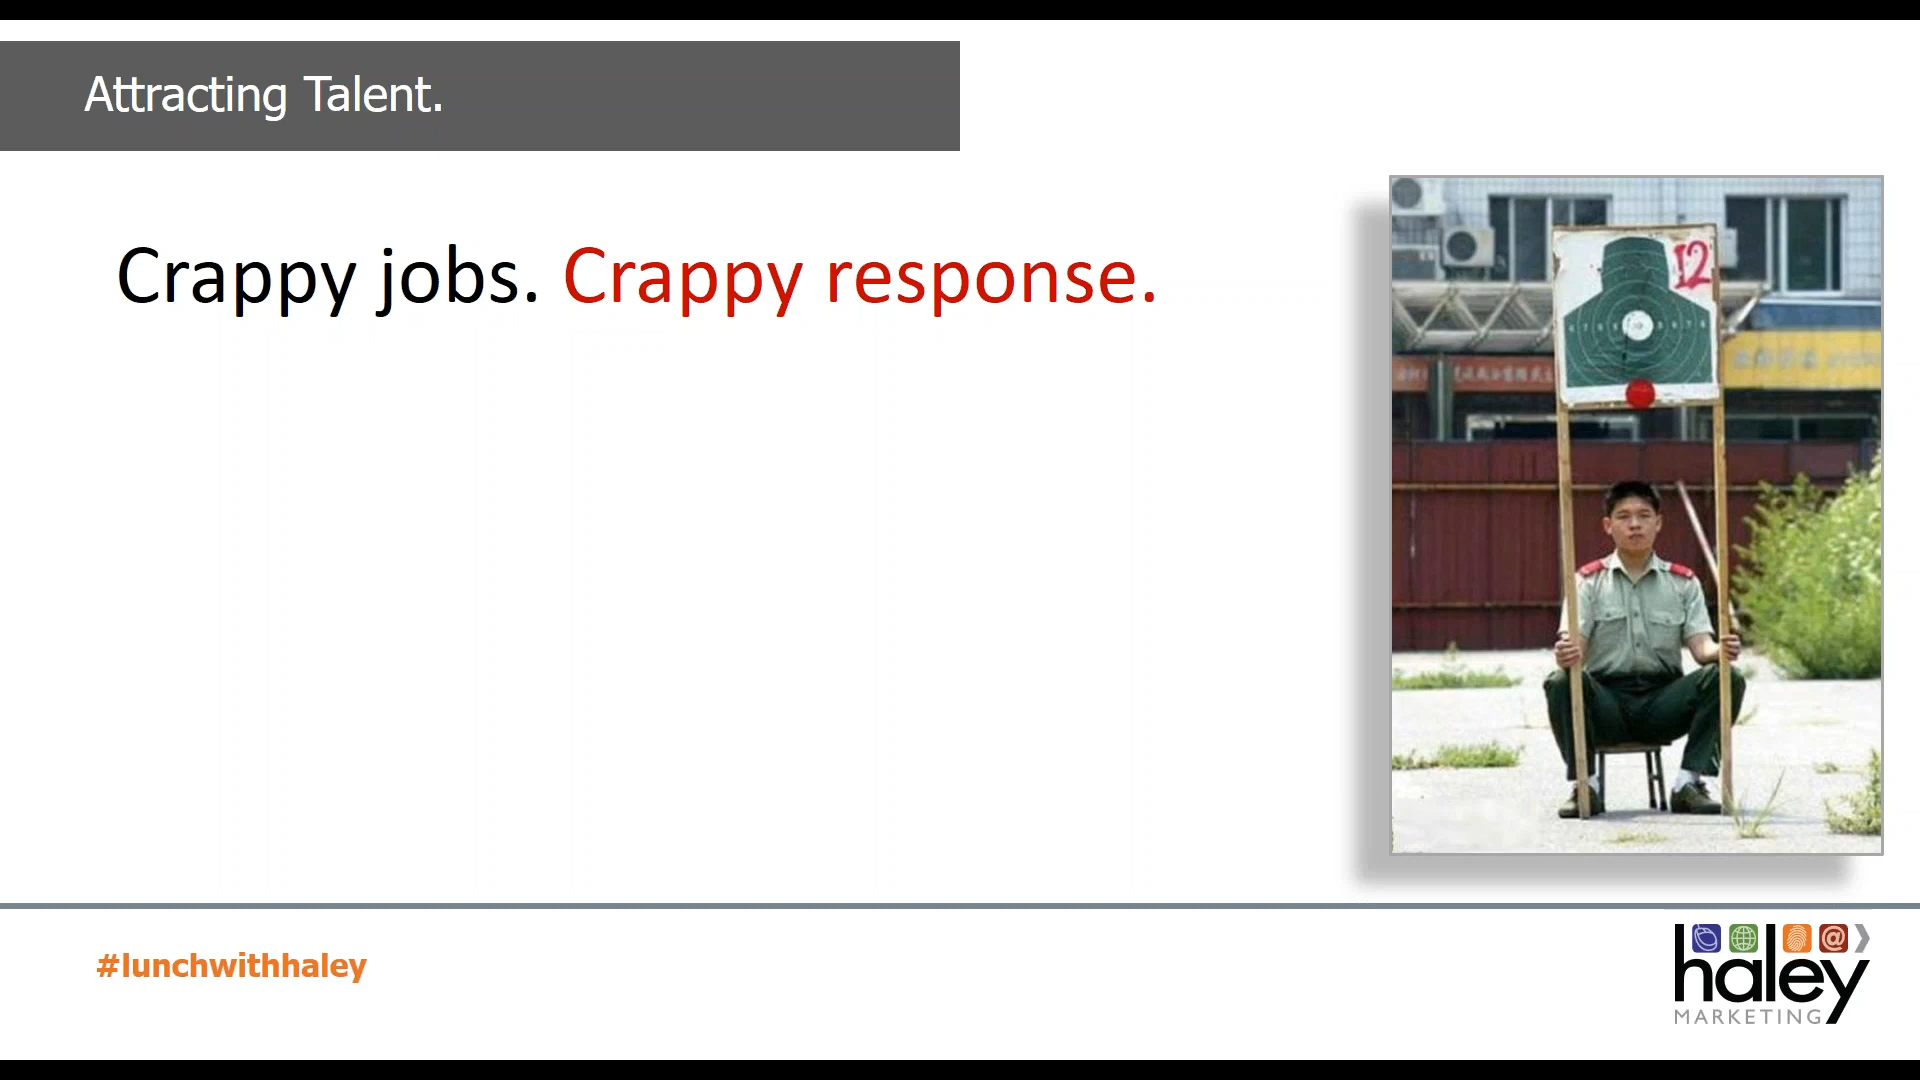 Attracting Talent.
Crappy jobs. Crappy response.
12
#lunchwithhaley
haley
MARKETING